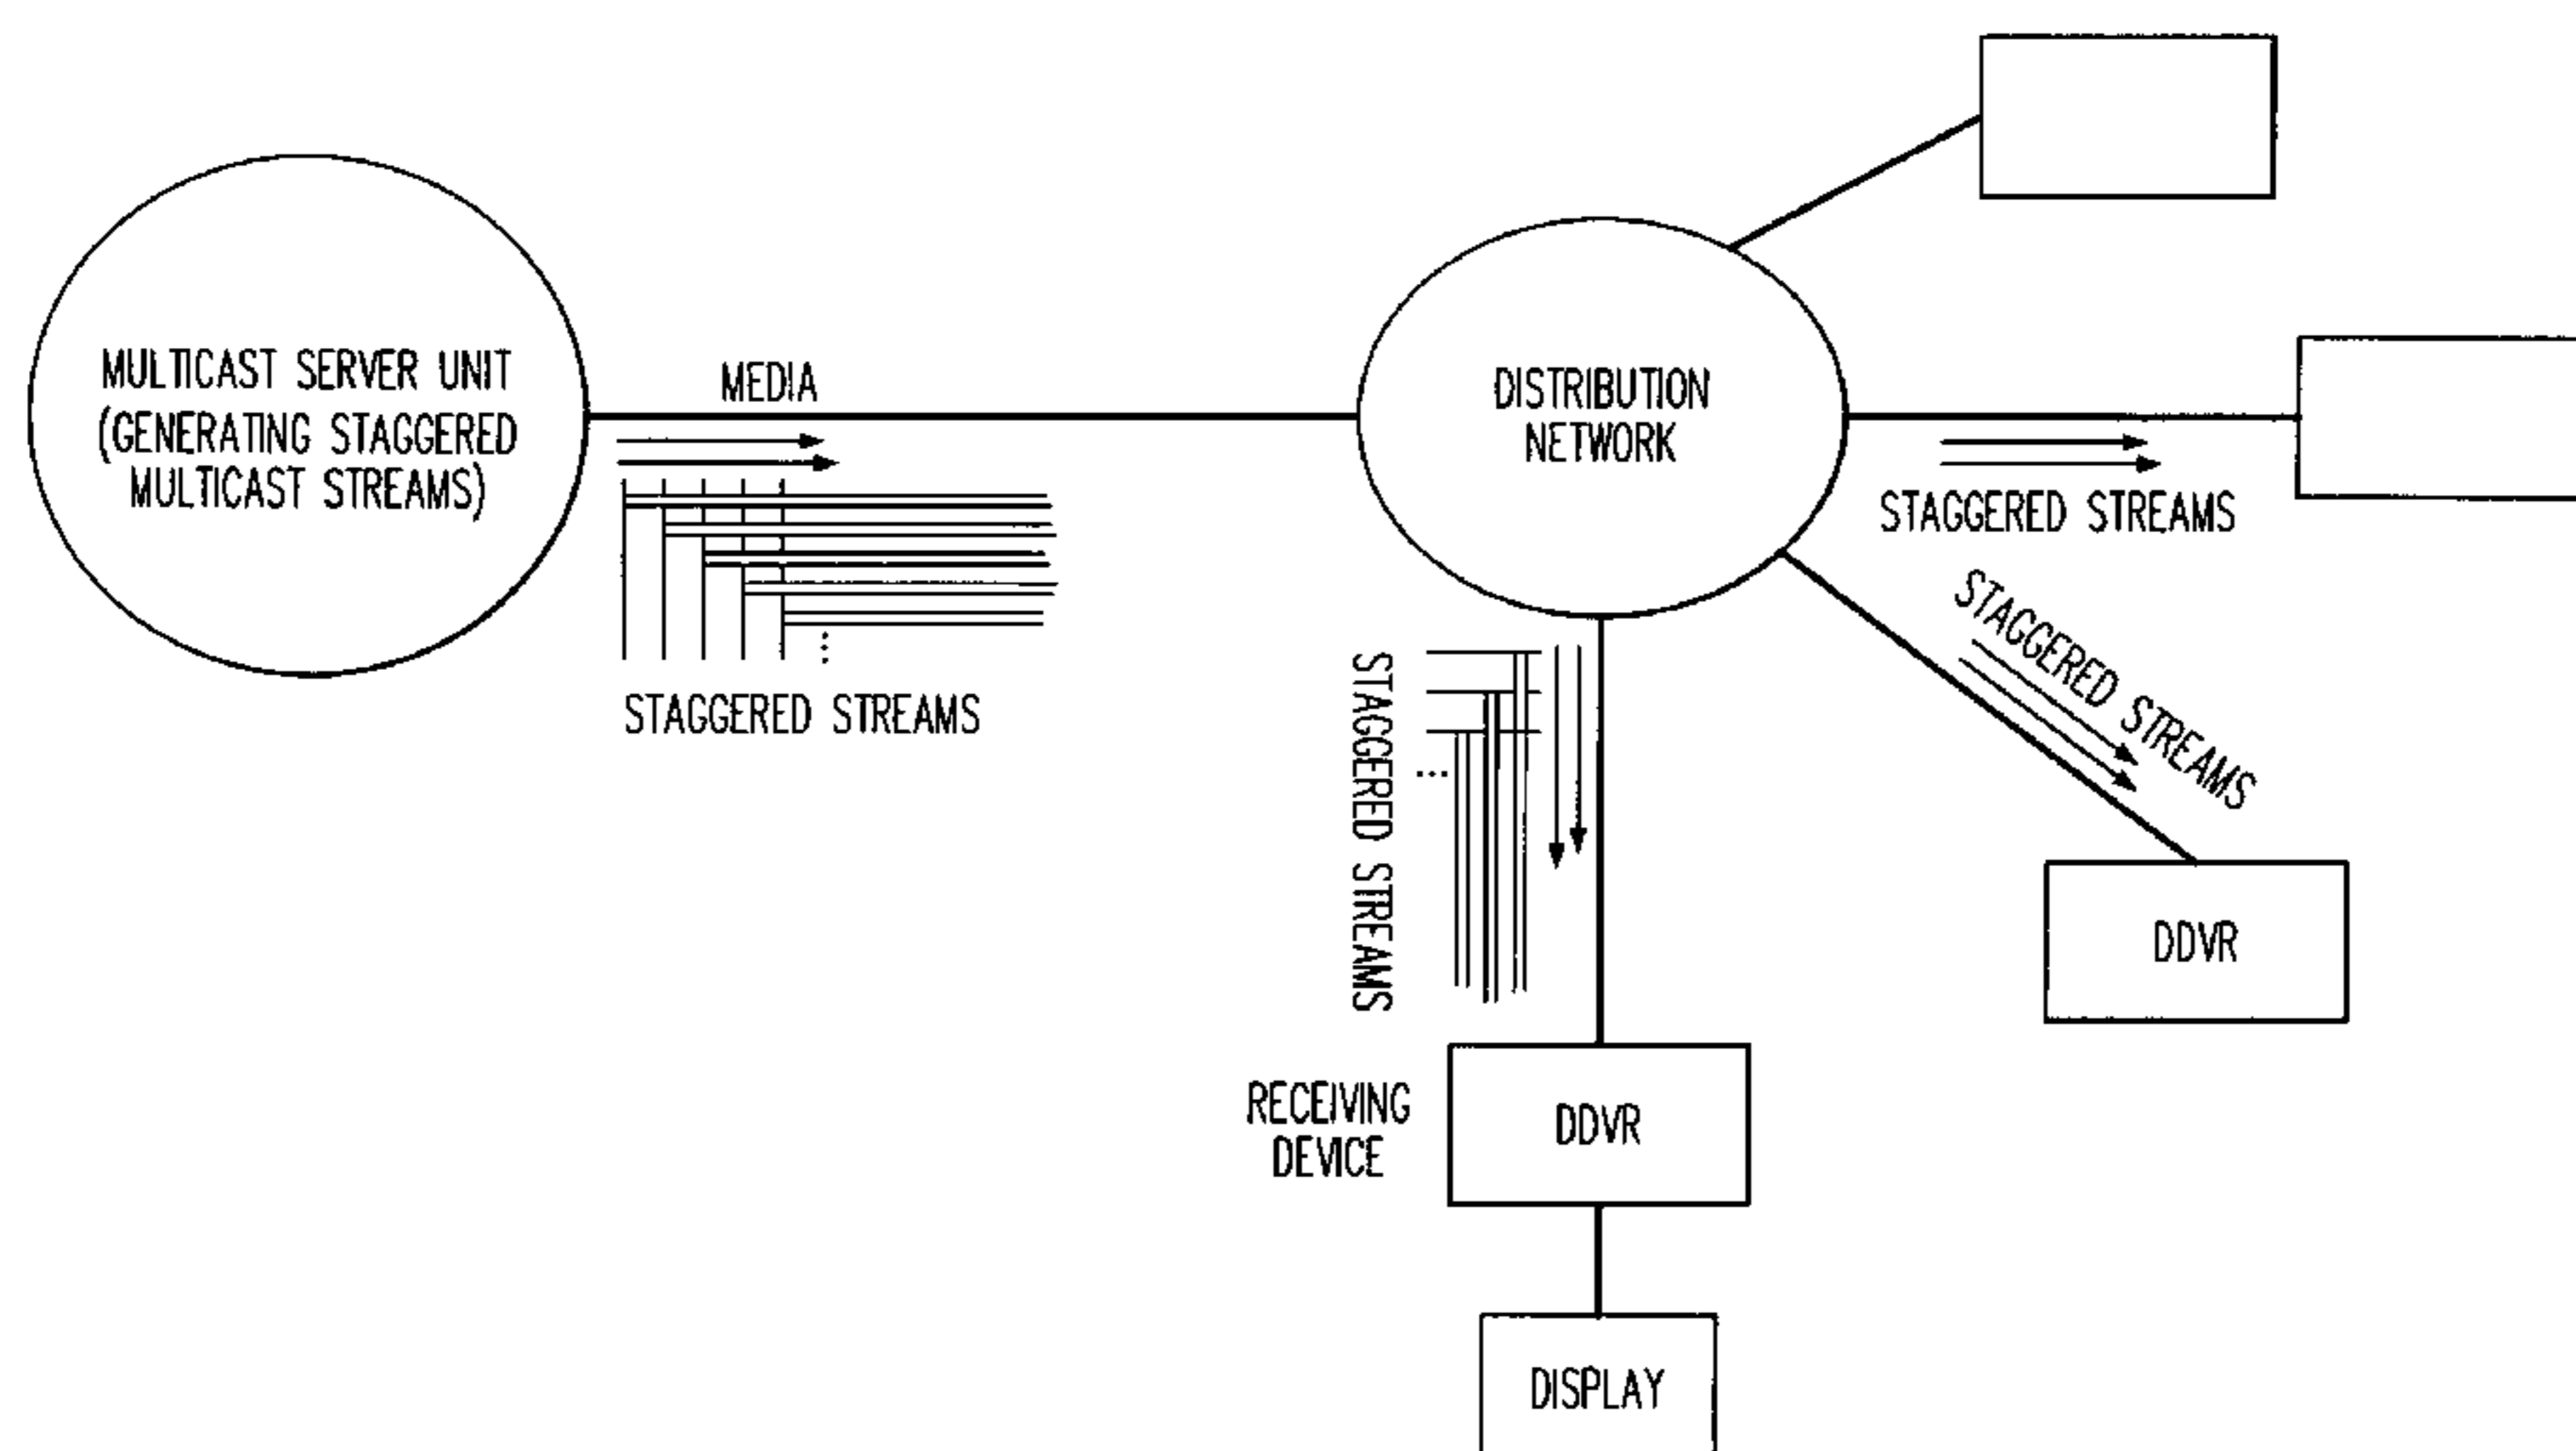 MULTICAST SERVER UNIT
(GENERATING STAGGERED
MULTICAST STREAMS)
MEDIA
STAGGERED STREAMS
DISTRIBUTION
NETWORK
STAGGERED STREAMS
STAGGERED STREAMS
STAGGERED STREAMS
DDVR
RECEIVING
DEVICE
DDVR
DISPLAY